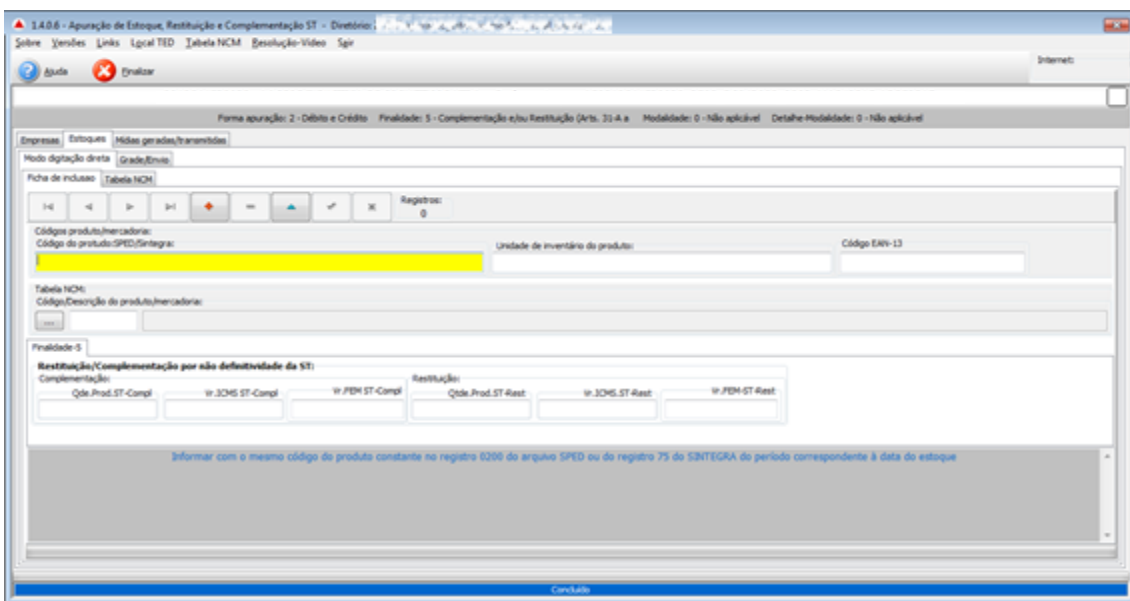 1.4.0.6 - Apuração de Estoque, Restituição e Complementação ST - Diretório:
Sobre Versões Links Local TED Tabela NCM Resolução-Video Sair
Ajuda Finalizar Internet:
Forma apuração: 2 - Débito e Crédito Finalidade: 5 - Complementação e/ou Restituição (Arts. 31-A a Modalidade: 0 - Não aplicável Detalhe-Modalidade: 0 - Não aplicável
Empresas Estoques Mídias geradas/transmitidas
Modo digitação direta Grade/Envio
Ficha de inclusao Tabela NCM
Registros:
0
Códigos produto/mercadoria:
Código do protudo:SPED/Sintegra: Unidade de inventário do produto: Código EAN-13
Tabela NCM:
Código/Descrição do produto/mercadoria:
...
Finalidade-5
Restituição/Complementação por não definitividade da ST:
Complementação: Restituição:
Qde.Prod.ST-Compl Vr.ICMS ST-Compl Vr.FEM ST-Compl Qtde.Prod.ST-Rest Vr.ICMS.ST-Rest Vr.FEM-ST-Rest
Informar com o mesmo código do produto constante no registro 0200 do arquivo SPED ou do registro 75 do SINTEGRA do período correspondente à data do estoque
Concluído